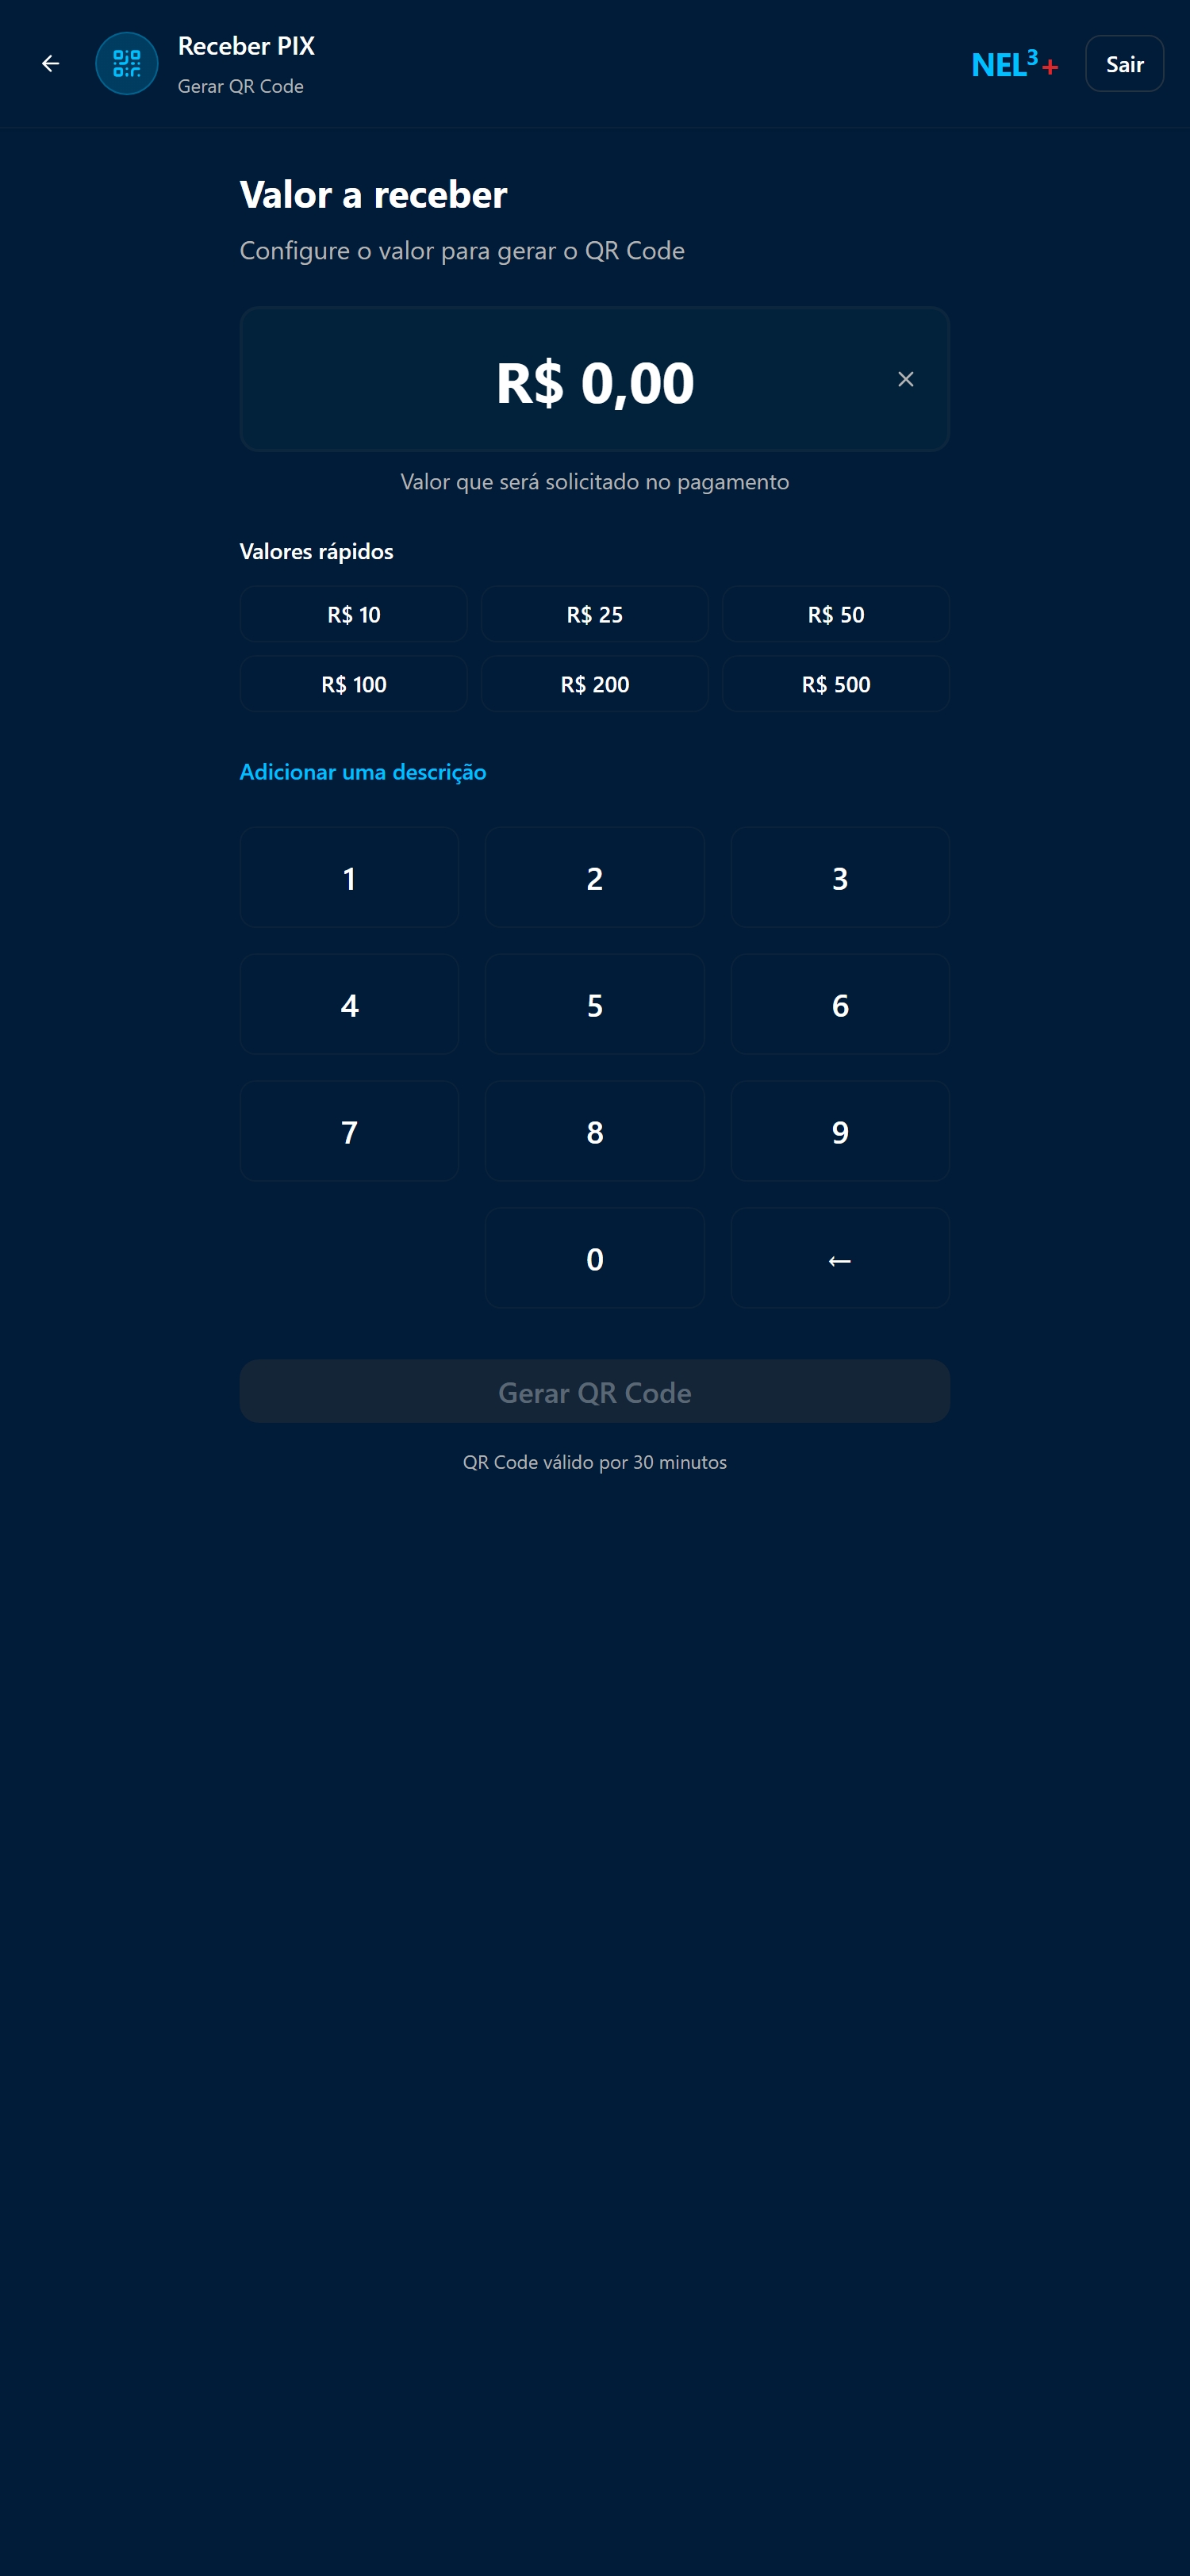 Receber PIX
Gerar QR Code
NEL³+
Sair
Valor a receber
Configure o valor para gerar o QR Code
R$ 0,00
×
Valor que será solicitado no pagamento
Valores rápidos
R$ 10 R$ 25 R$ 50
R$ 100 R$ 200 R$ 500
Adicionar uma descrição
1 2 3
4 5 6
7 8 9
0 ←
Gerar QR Code
QR Code válido por 30 minutos